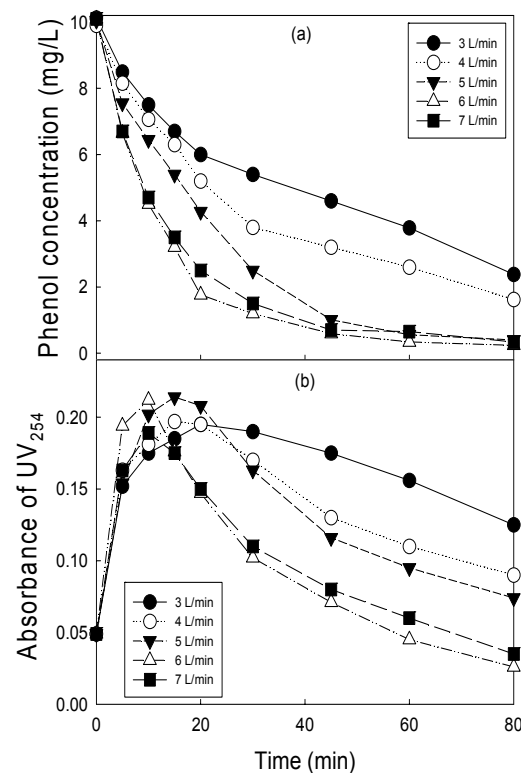 (a)
Phenol concentration (mg/L)
10
8
6
4
2
0
3 L/min
4 L/min
5 L/min
6 L/min
7 L/min
(b)
Absorbance of UV254
0.20
0.15
0.10
0.05
0.00
3 L/min
4 L/min
5 L/min
6 L/min
7 L/min
0 20 40 60 80
Time (min)